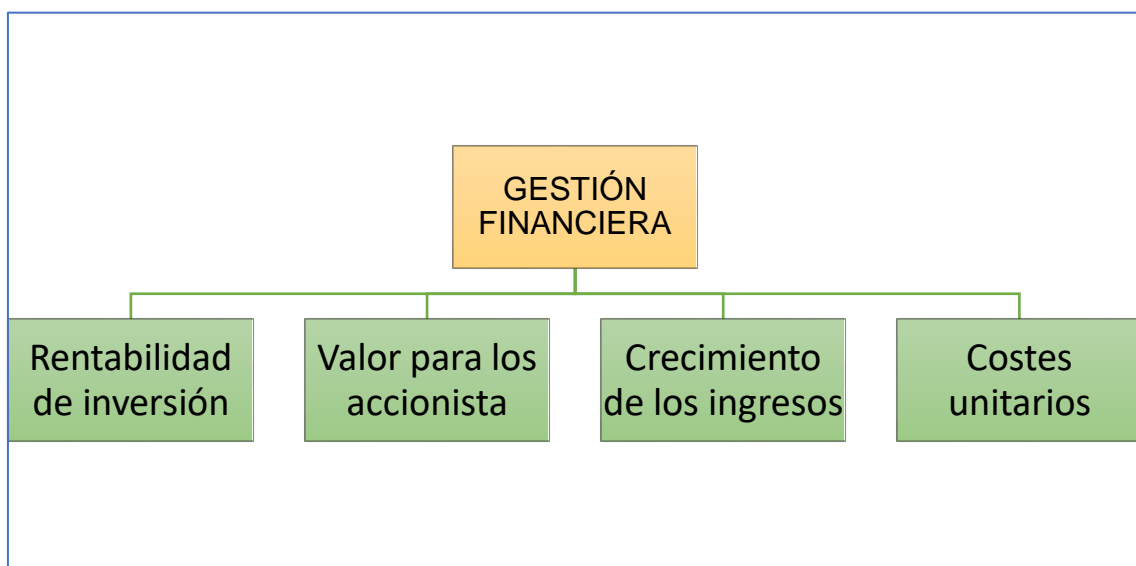 GESTIÓN
FINANCIERA
Rentabilidad
de inversión
Valor para los
accionista
Crecimiento
de los ingresos
Costes
unitarios